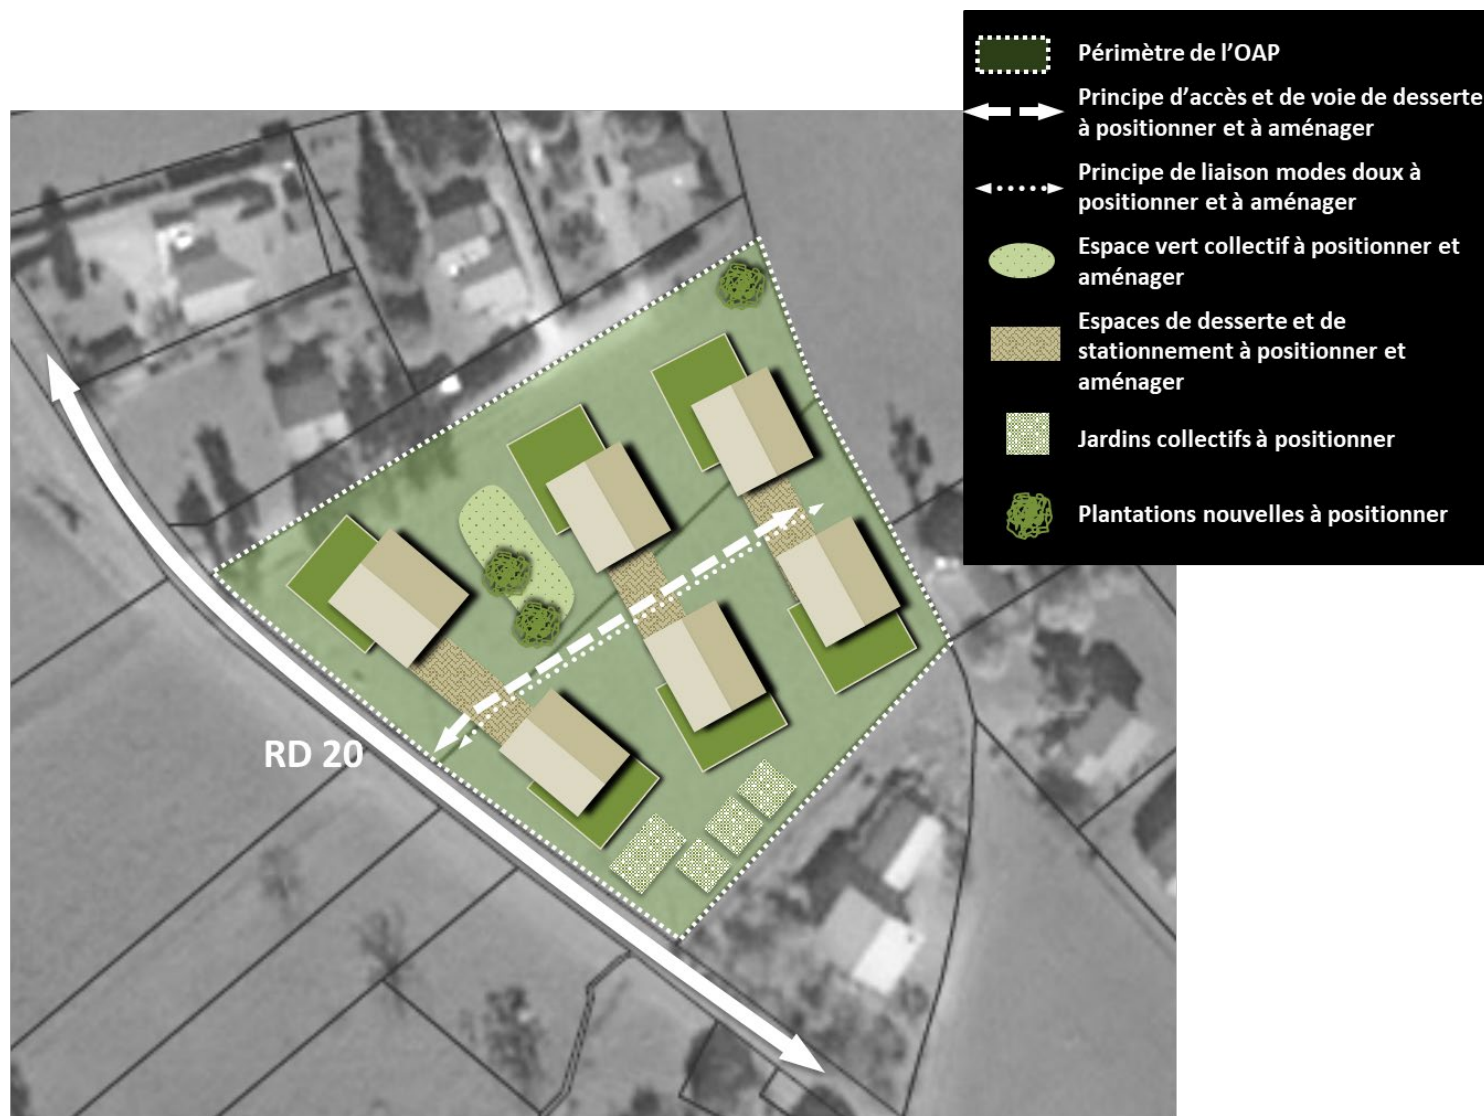 Périmètre de l’OAP
Principe d’accès et de voie de desserte
à positionner et à aménager
Principe de liaison modes doux à
positionner et à aménager
Espace vert collectif à positionner et
aménager
Espaces de desserte et de
stationnement à positionner et
aménager
Jardins collectifs à positionner
Plantations nouvelles à positionner
RD 20